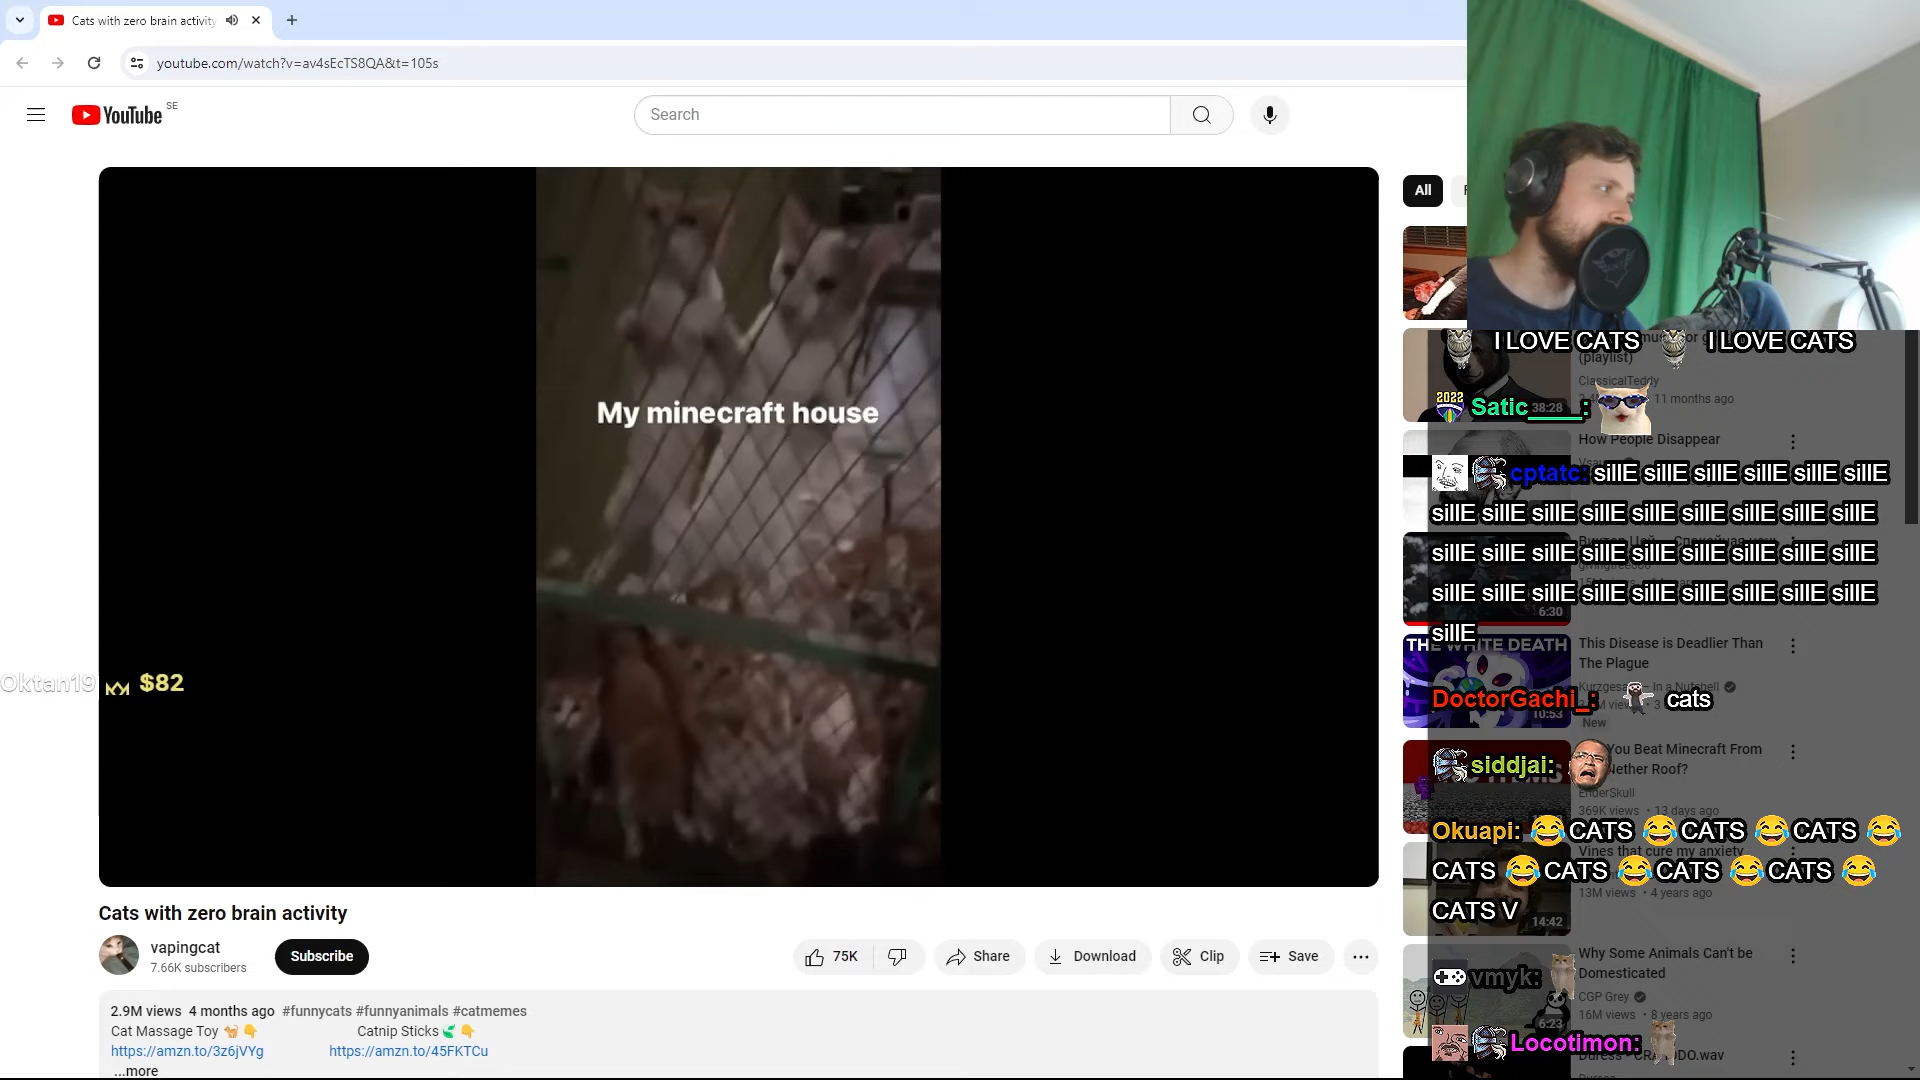 Cats with zero brain activity
youtube.com/watch?v=av4sEcTS8QA&t=105s
YouTube SE
Search
All
My minecraft house
Oktan19 $82
Cats with zero brain activity
vapingcat
7.66K subscribers
Subscribe
75K
Share
Download
Clip
Save
2.9M views 4 months ago #funnycats #funnyanimals #catmemes
Cat Massage Toy 🐈👇 Catnip Sticks🌿👇
https://amzn.to/3z6jVYg https://amzn.to/45FKTCu
...more
I LOVE CATS I LOVE CATS
(playlist)
ClassicalTeddy
11 months ago
38:28
Satic____:
How People Disappear
cptatc: sillE sillE sillE sillE sillE sillE
sillE sillE sillE sillE sillE sillE sillE sillE sillE
sillE sillE sillE sillE sillE sillE sillE sillE sillE
sillE sillE sillE sillE sillE sillE sillE sillE sillE
6:30
sillE
THE WHITE DEATH
This Disease is Deadlier Than
The Plague
Kurzgesagt – In a Nutshell
DoctorGachi_: cats
10:53
New
You Beat Minecraft From
Nether Roof?
siddjai:
EnderSkull
369K views • 13 days ago
Okuapi: 😂CATS 😂CATS 😂CATS 😂
Vines that cure my anxiety
CATS 😂CATS 😂CATS 😂CATS 😂
13M views • 4 years ago
CATS V
14:42
Why Some Animals Can't be
Domesticated
vmyk:
CGP Grey
16M views • 8 years ago
6:23
Locotimon: